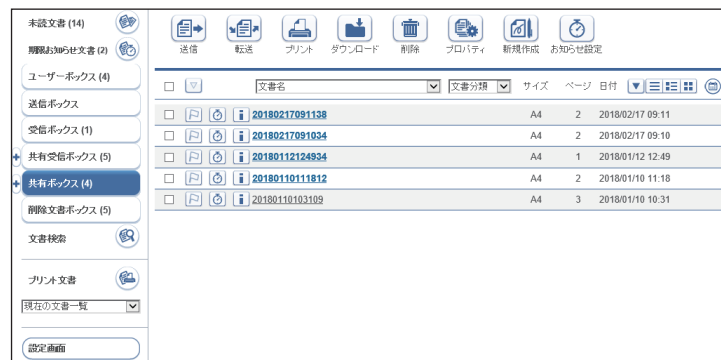 未読文書 (14)
期限お知らせ文書 (2)
ユーザーボックス (4)
送信ボックス
受信ボックス (1)
共有受信ボックス (5)
共有ボックス (4)
削除文書ボックス (5)
文書検索
プリント文書
現在の文書一覧
設定画面
送信 転送 プリント ダウンロード 削除 プロパティ 新規作成 お知らせ設定
文書名 文書分類 サイズ ページ 日付
20180217091138 A4 2 2018/02/17 09:11
20180217091034 A4 2 2018/02/17 09:10
20180112124934 A4 1 2018/01/12 12:49
20180110111812 A4 2 2018/01/10 11:18
20180110103109 A4 3 2018/01/10 10:31